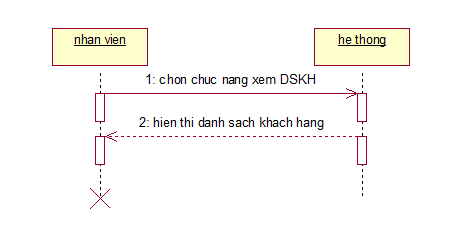 nhan vien
he thong
1: chon chuc nang xem DSKH
2: hien thi danh sach khach hang